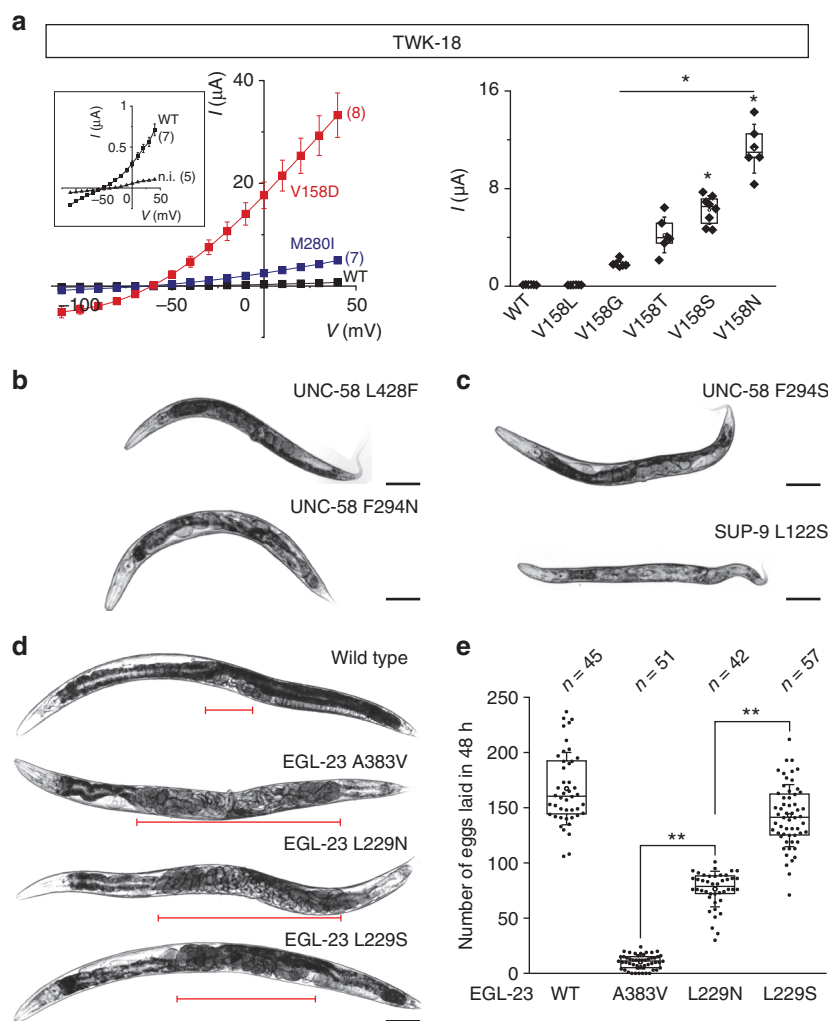 a
TWK-18
I (μA)
40
20
−100
−50
0
50
V (mV)
(8)
V158D
M280I
(7)
WT
I (μA)
1
0.5
WT
(7)
n.i. (5)
−50
0
50
V (mV)
I (μA)
16
8
0
*
*
*
WT
V158L
V158G
V158T
V158S
V158N
b
UNC-58 L428F
UNC-58 F294N
c
UNC-58 F294S
SUP-9 L122S
d
Wild type
EGL-23 A383V
EGL-23 L229N
EGL-23 L229S
e
n = 45
n = 51
n = 42
n = 57
Number of eggs laid in 48 h
250
200
150
100
50
0
**
**
EGL-23 WT A383V L229N L229S